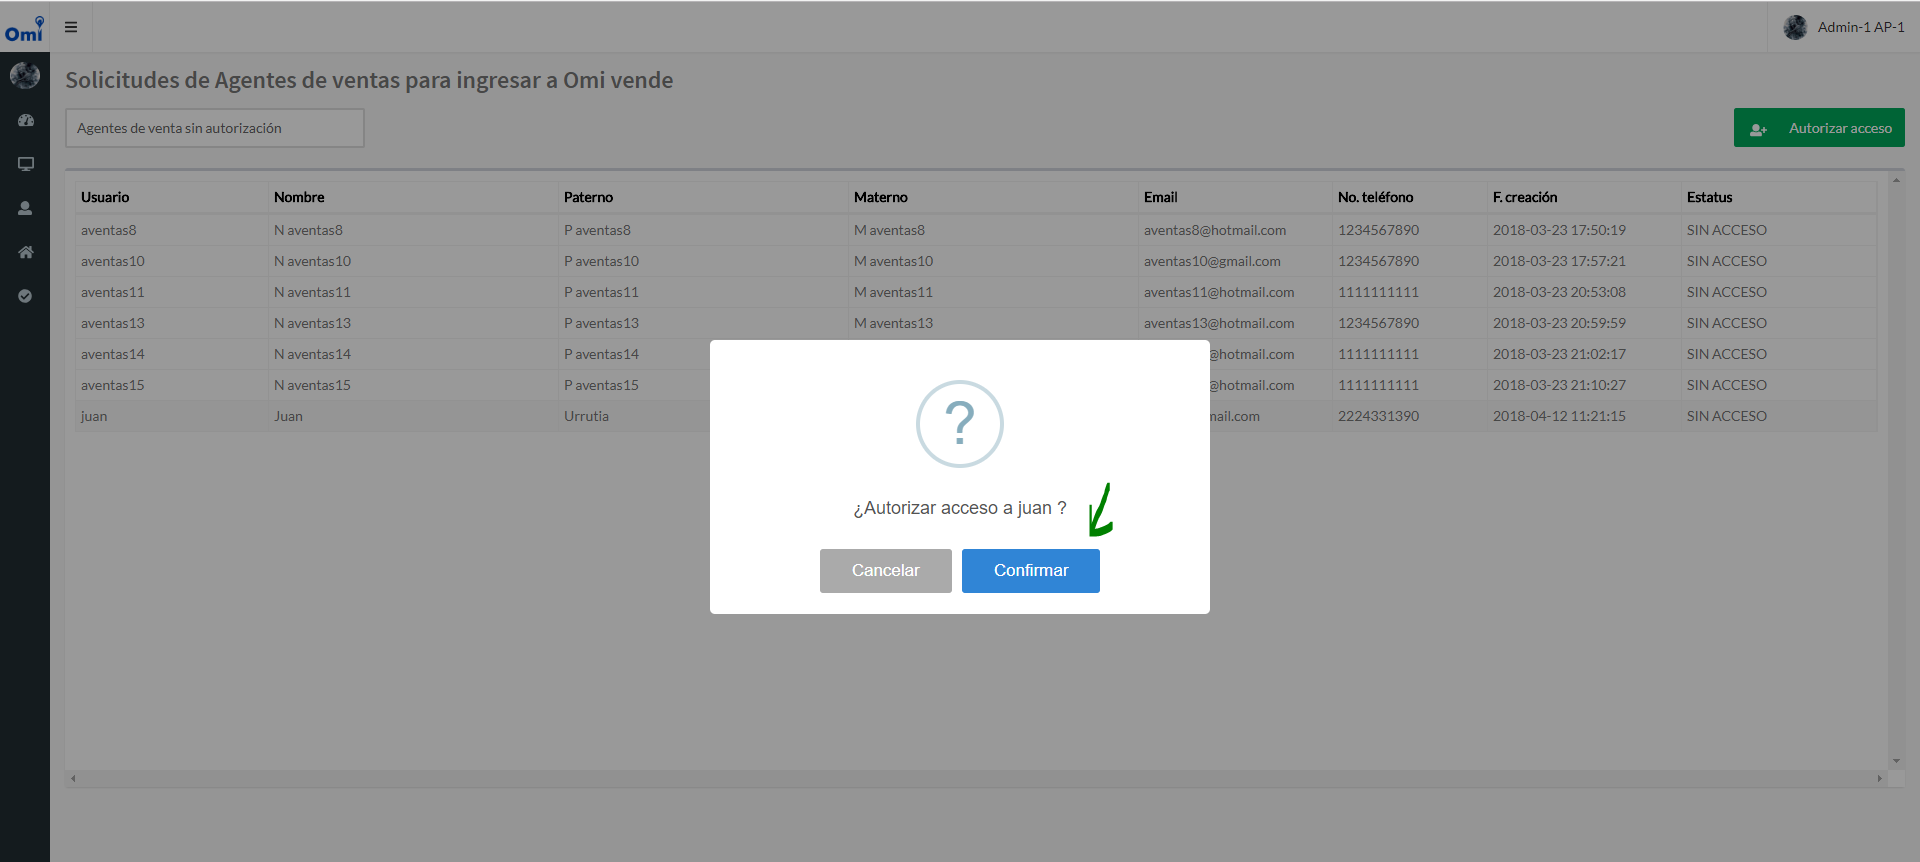 Omi
Admin-1 AP-1
Solicitudes de Agentes de ventas para ingresar a Omi vende
Agentes de venta sin autorización
Autorizar acceso
Usuario Nombre Paterno Materno Email No. teléfono F. creación Estatus
aventas8 N aventas8 P aventas8 M aventas8 aventas8@hotmail.com 1234567890 2018-03-23 17:50:19 SIN ACCESO
aventas10 N aventas10 P aventas10 M aventas10 aventas10@gmail.com 1234567890 2018-03-23 17:57:21 SIN ACCESO
aventas11 N aventas11 P aventas11 M aventas11 aventas11@hotmail.com 1111111111 2018-03-23 20:53:08 SIN ACCESO
aventas13 N aventas13 P aventas13 M aventas13 aventas13@hotmail.com 1234567890 2018-03-23 20:59:59 SIN ACCESO
aventas14 N aventas14 P aventas14 @hotmail.com 1111111111 2018-03-23 21:02:17 SIN ACCESO
aventas15 N aventas15 P aventas15 @hotmail.com 1111111111 2018-03-23 21:10:27 SIN ACCESO
juan Juan Urrutia mail.com 2224331390 2018-04-12 11:21:15 SIN ACCESO
?
¿Autorizar acceso a juan ?
Cancelar Confirmar